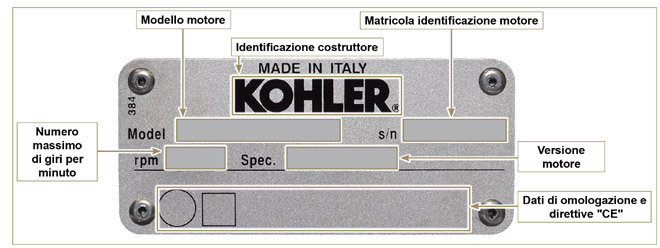 Modello motore
Matricola identificazione motore
Identificazione costruttore
MADE IN ITALY
KOHLER®
384
Model
s/n
Numero
massimo
di giri per
minuto
rpm
Spec.
Versione
motore
Dati di omologazione e
direttive "CE"